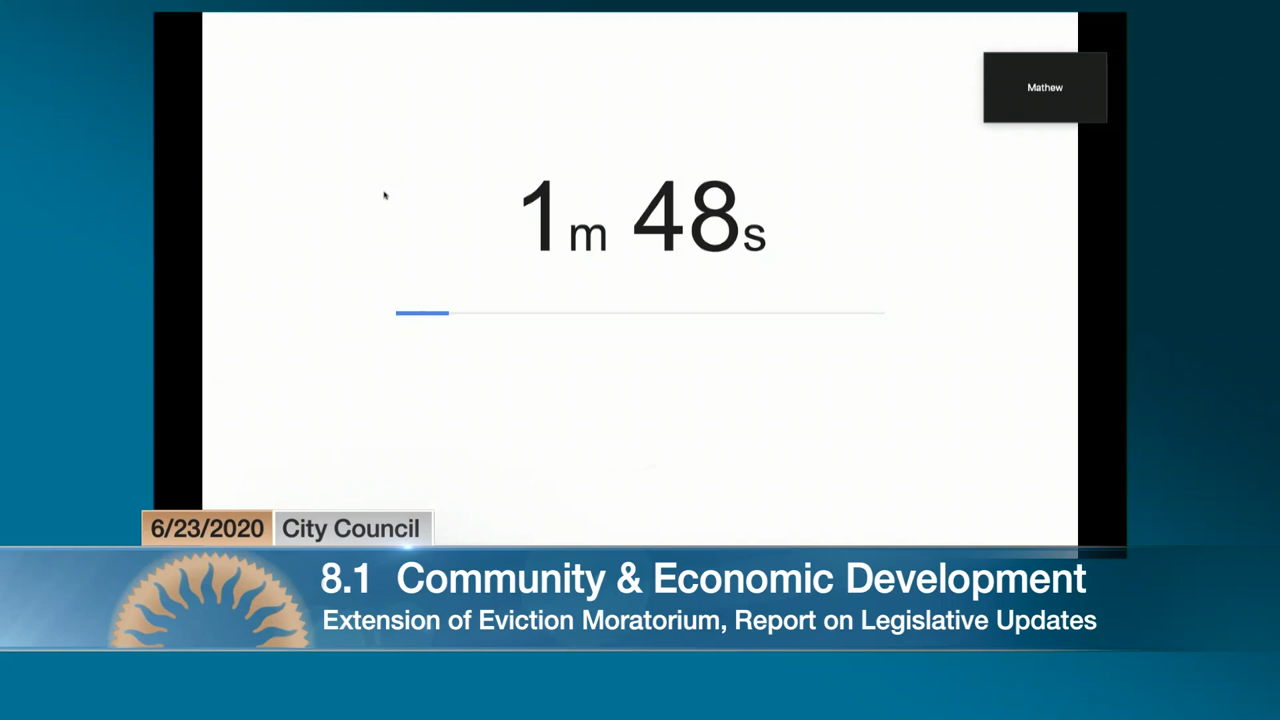 Mathew
1m 48s
6/23/2020 City Council
8.1 Community & Economic Development
Extension of Eviction Moratorium, Report on Legislative Updates